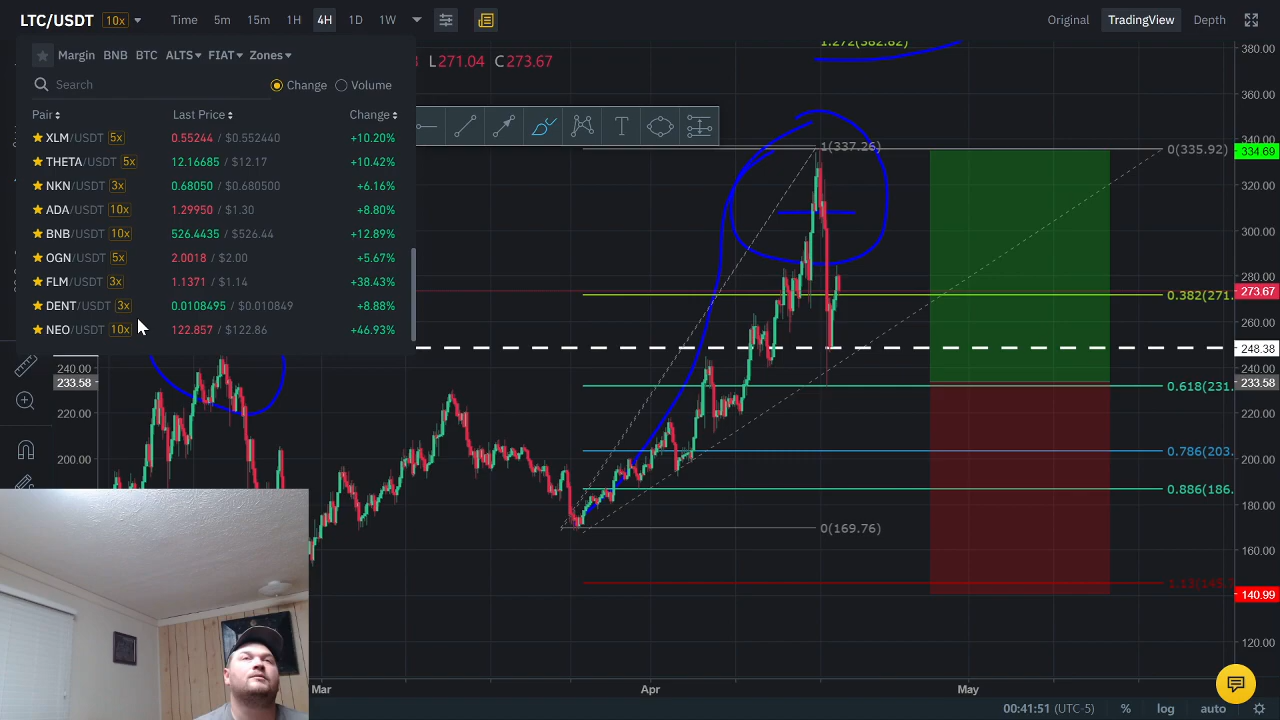 LTC/USDT 10x Time 5m 15m 1H 4H 1D 1W Original TradingView Depth
Margin BNB BTC ALTS FIAT Zones
Search Change Volume
Pair Last Price Change
XLM/USDT 5x 0.55244 / $0.552440 +10.20%
THETA/USDT 5x 12.16685 / $12.17 +10.42%
NKN/USDT 3x 0.68050 / $0.680500 +6.16%
ADA/USDT 10x 1.29950 / $1.30 +8.80%
BNB/USDT 10x 526.4435 / $526.44 +12.89%
OGN/USDT 5x 2.0018 / $2.00 +5.67%
FLM/USDT 3x 1.1371 / $1.14 +38.43%
DENT/USDT 3x 0.0108495 / $0.010849 +8.88%
NEO/USDT 10x 122.857 / $122.86 +46.93%
L271.04 C273.67
1.272(382.82)
1(337.26)
0(335.92)
0.382(271.
0.618(231.
0.786(203.
0.886(186.
0(169.76)
1.13(145.
380.00
360.00
340.00
334.69
320.00
300.00
280.00
273.67
260.00
248.38
240.00
233.58
220.00
200.00
180.00
160.00
140.99
120.00
240.00
233.58
220.00
200.00
Mar Apr May
00:41:51 (UTC-5) % log auto